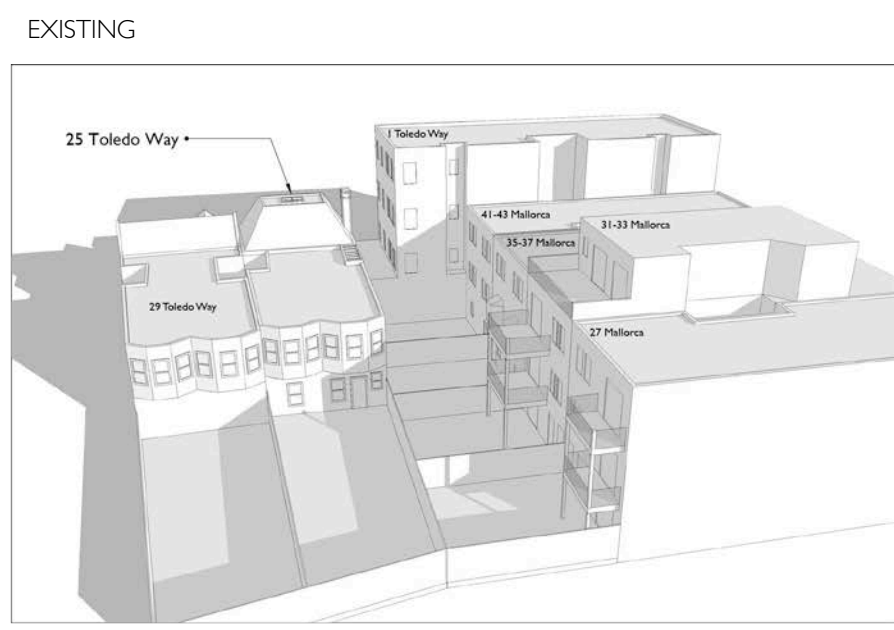 EXISTING
25 Toledo Way
1 Toledo Way
41-43 Mallorca
31-33 Mallorca
35-37 Mallorca
29 Toledo Way
27 Mallorca